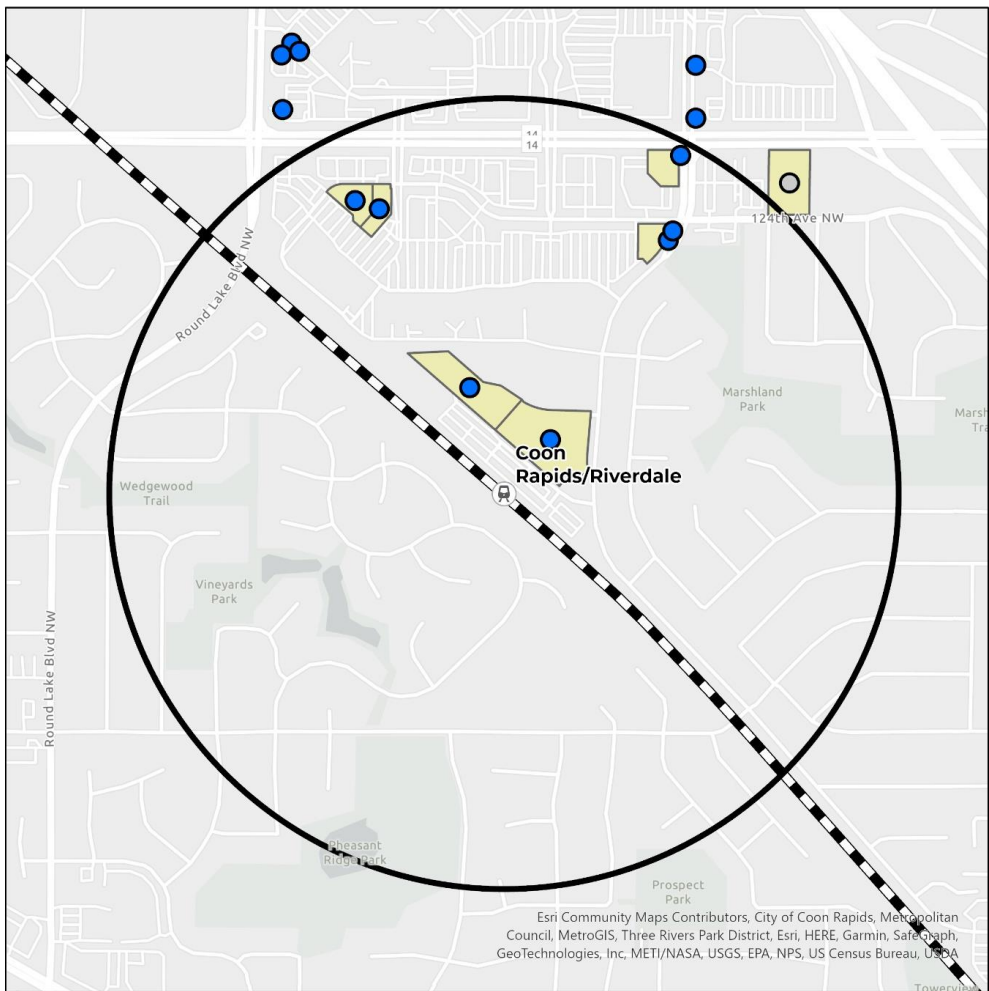 14
14
124th Ave NW
Round Lake Blvd NW
Marshland
Park
Marsh
Tra
Coon
Rapids/Riverdale
Wedgewood
Trail
Vineyards
Park
Round Lake Blvd NW
Pheasant
Ridge Park
Prospect
Park
Esri Community Maps Contributors, City of Coon Rapids, Metropolitan
Council, MetroGIS, Three Rivers Park District, Esri, HERE, Garmin, SafeGraph,
GeoTechnologies, Inc, METI/NASA, USGS, EPA, NPS, US Census Bureau, USDA
Towerview